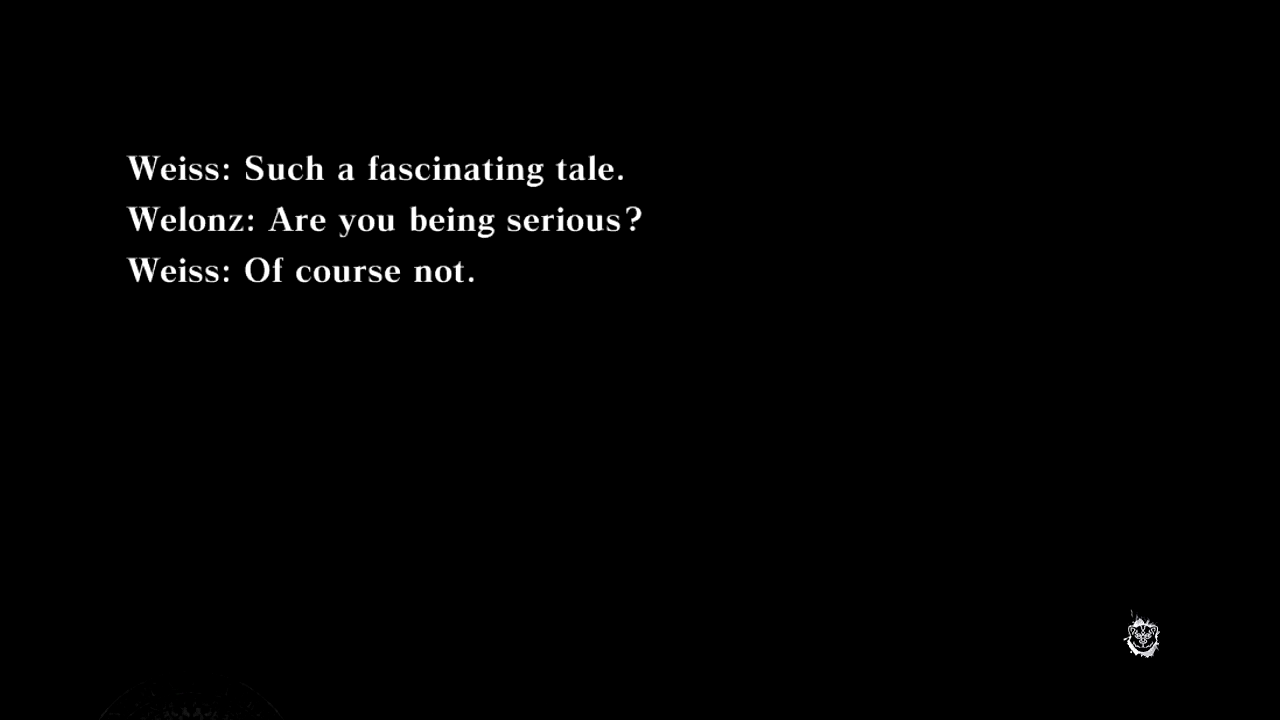 Weiss: Such a fascinating tale.
Welonz: Are you being serious?
Weiss: Of course not.